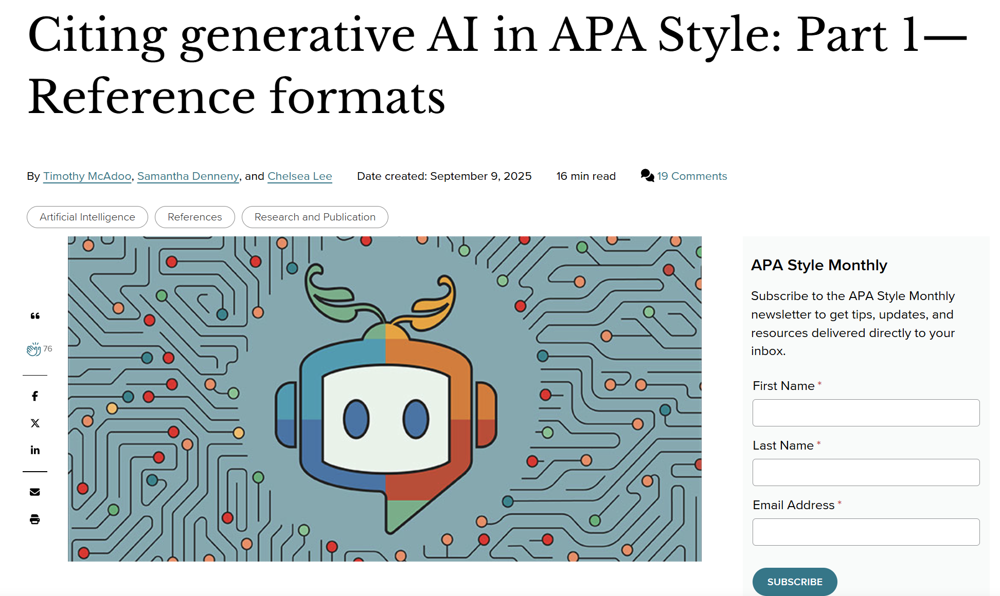 Citing generative AI in APA Style: Part 1—
Reference formats
By Timothy McAdoo, Samantha Denneny, and Chelsea Lee Date created: September 9, 2025 16 min read 19 Comments
Artificial Intelligence References Research and Publication
76
APA Style Monthly
Subscribe to the APA Style Monthly
newsletter to get tips, updates, and
resources delivered directly to your
inbox.
First Name *
Last Name *
Email Address *
SUBSCRIBE